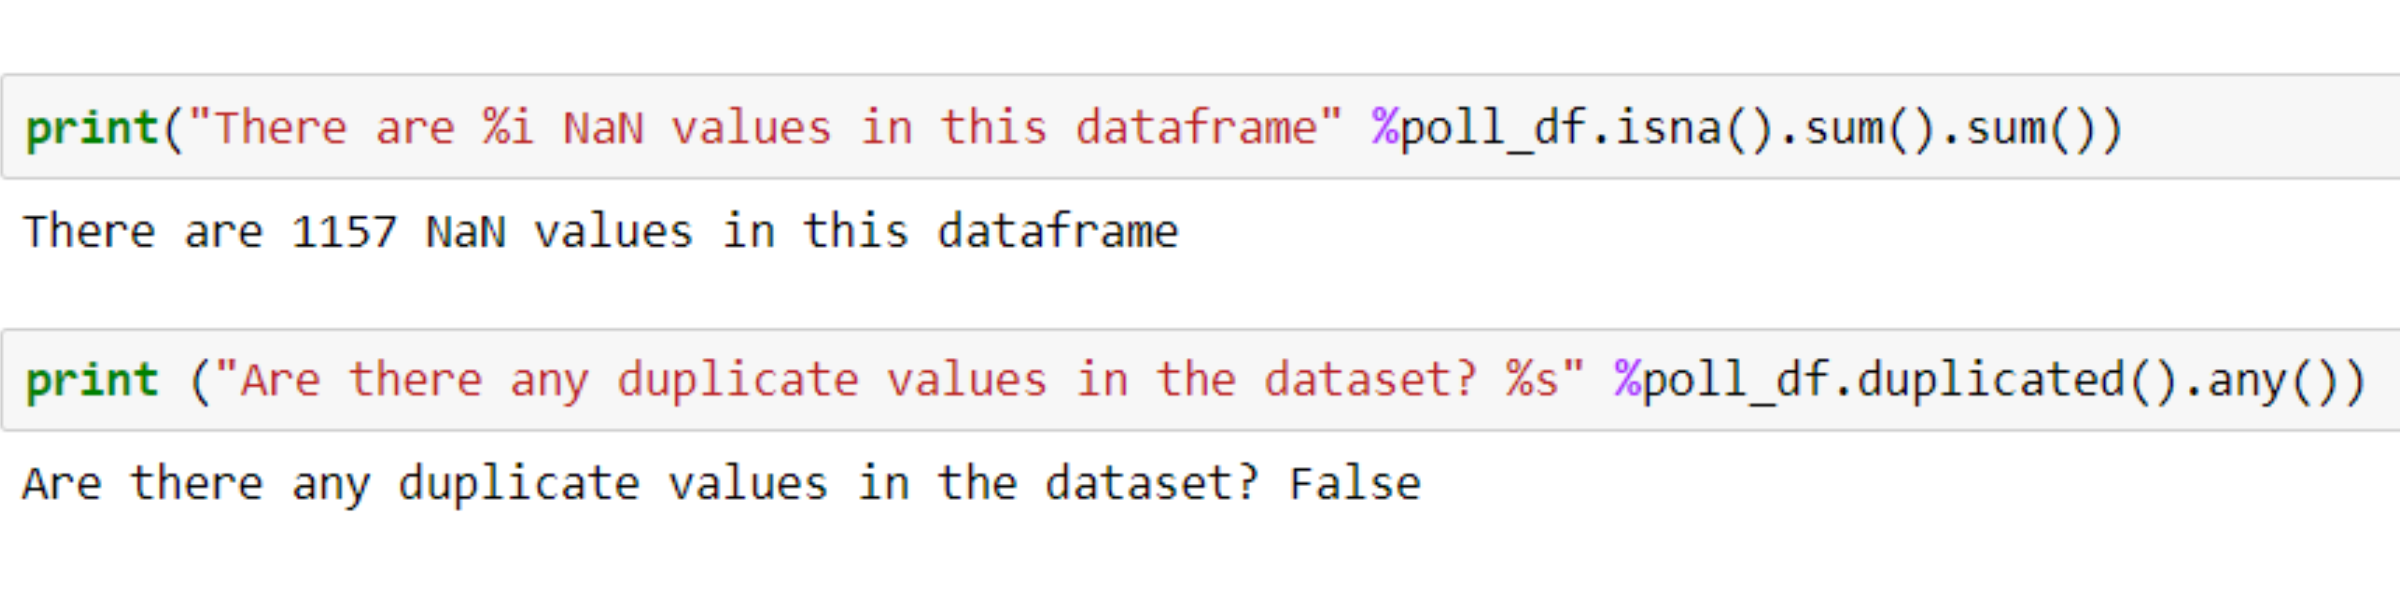 print("There are %i NaN values in this dataframe" %poll_df.isna().sum().sum())
There are 1157 NaN values in this dataframe
print ("Are there any duplicate values in the dataset? %s" %poll_df.duplicated().any())
Are there any duplicate values in the dataset? False